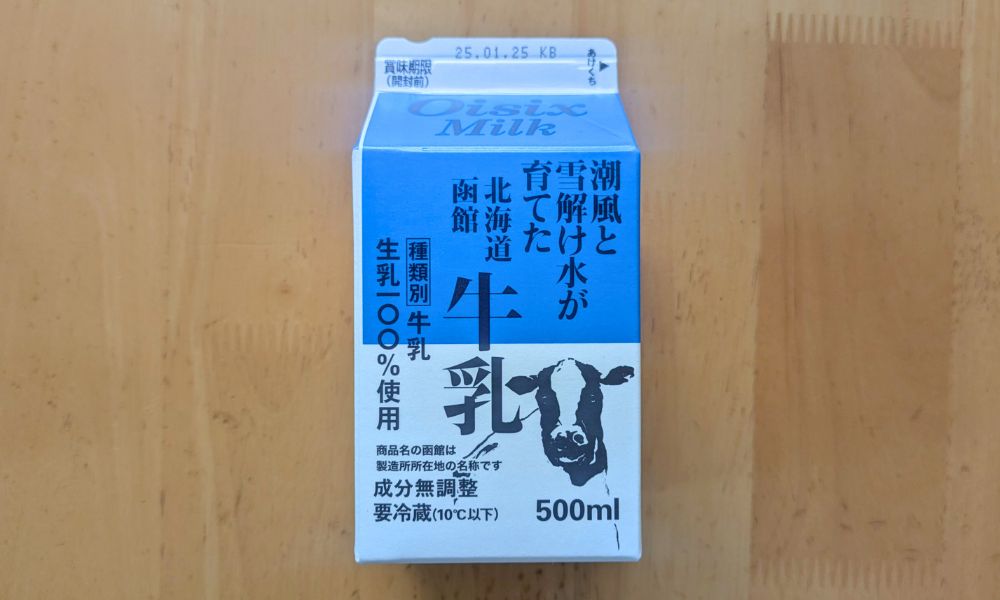 25.01.25 KB
賞味期限
(開封前)
あけくち▶
Oisix
Milk
潮風と
雪解け水が
育てた
北海道
函館
牛乳
種類別 牛乳
生乳一〇〇%使用
商品名の函館は
製造所所在地の名称です
成分無調整
要冷蔵(10℃以下)
500ml